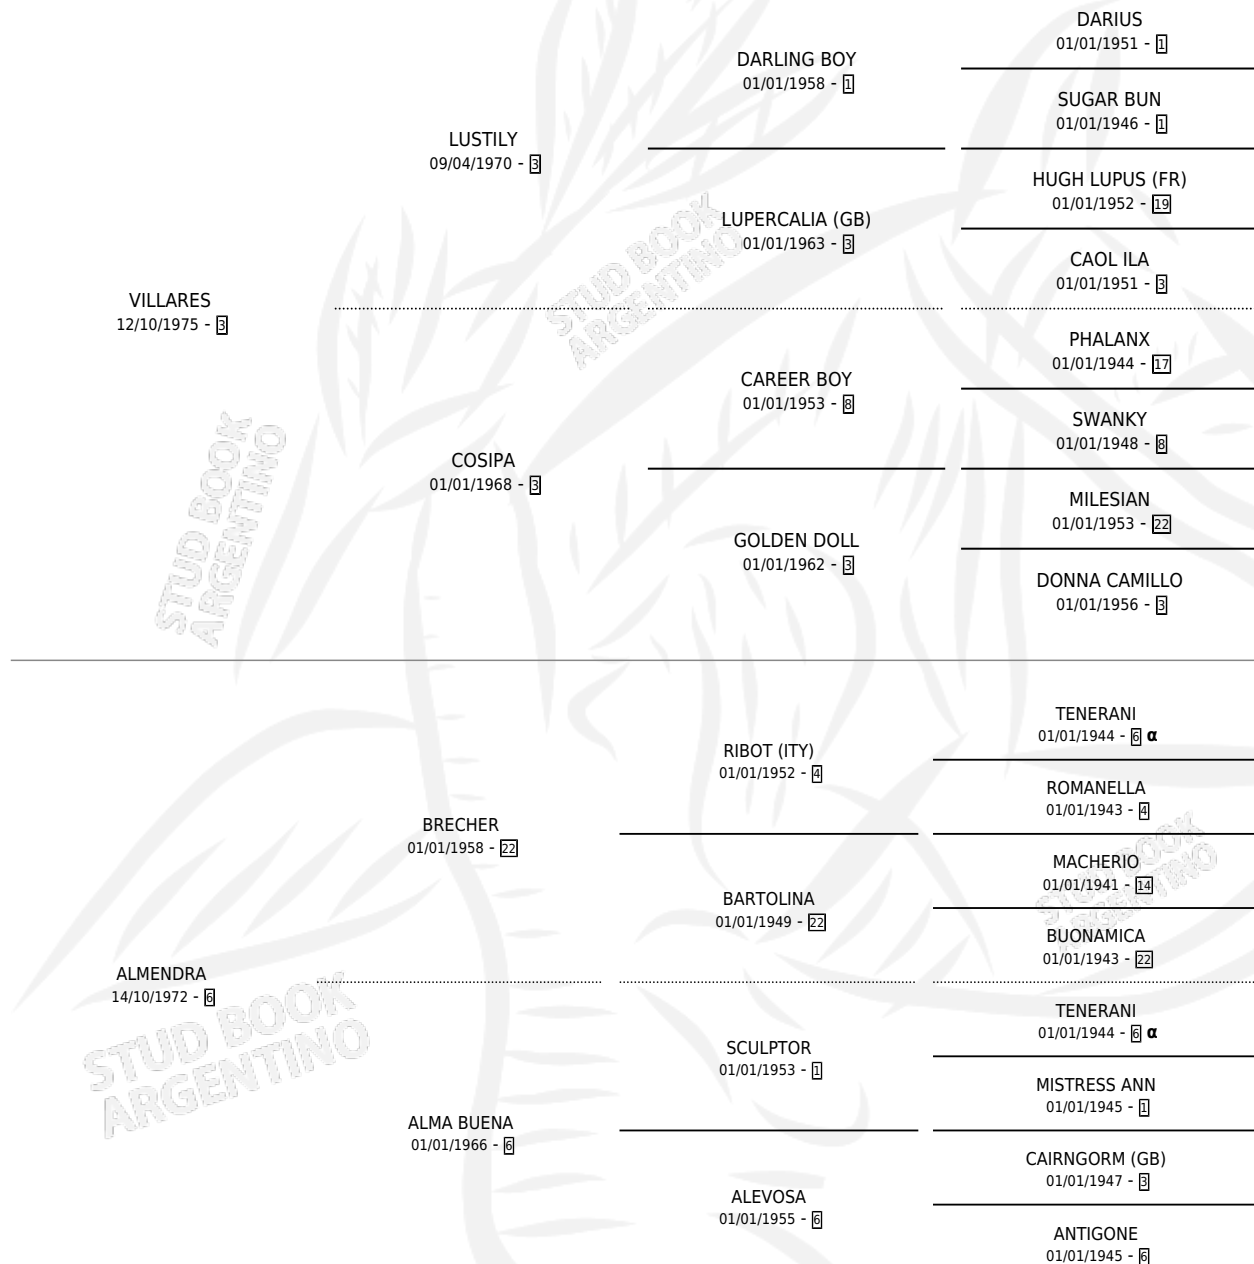 DARIUS
01/01/1951 - 1
DARLING BOY
01/01/1958 - 1
SUGAR BUN
01/01/1946 - 1
LUSTILY
09/04/1970 - 3
HUGH LUPUS (FR)
01/01/1952 - 19
LUPERCALIA (GB)
01/01/1963 - 3
CAOL ILA
01/01/1951 - 3
VILLARES
12/10/1975 - 3
PHALANX
01/01/1944 - 17
CAREER BOY
01/01/1953 - 8
SWANKY
01/01/1948 - 8
COSIPA
01/01/1968 - 3
MILESIAN
01/01/1953 - 22
GOLDEN DOLL
01/01/1962 - 3
DONNA CAMILLO
01/01/1956 - 3
TENERANI
01/01/1944 - 6 α
RIBOT (ITY)
01/01/1952 - 4
ROMANELLA
01/01/1943 - 4
BRECHER
01/01/1958 - 22
MACHERIO
01/01/1941 - 14
BARTOLINA
01/01/1949 - 22
BUONAMICA
01/01/1943 - 22
ALMENDRA
14/10/1972 - 6
TENERANI
01/01/1944 - 6 α
SCULPTOR
01/01/1953 - 1
MISTRESS ANN
01/01/1945 - 1
ALMA BUENA
01/01/1966 - 6
CAIRNGORM (GB)
01/01/1947 - 3
ALEVOSA
01/01/1955 - 6
ANTIGONE
01/01/1945 - 6
STUD BOOK
ARGENTINO
STUD BOOK
ARGENTINO
STUD BOOK
ARGENTINO
STUD BOOK
ARGENTINO